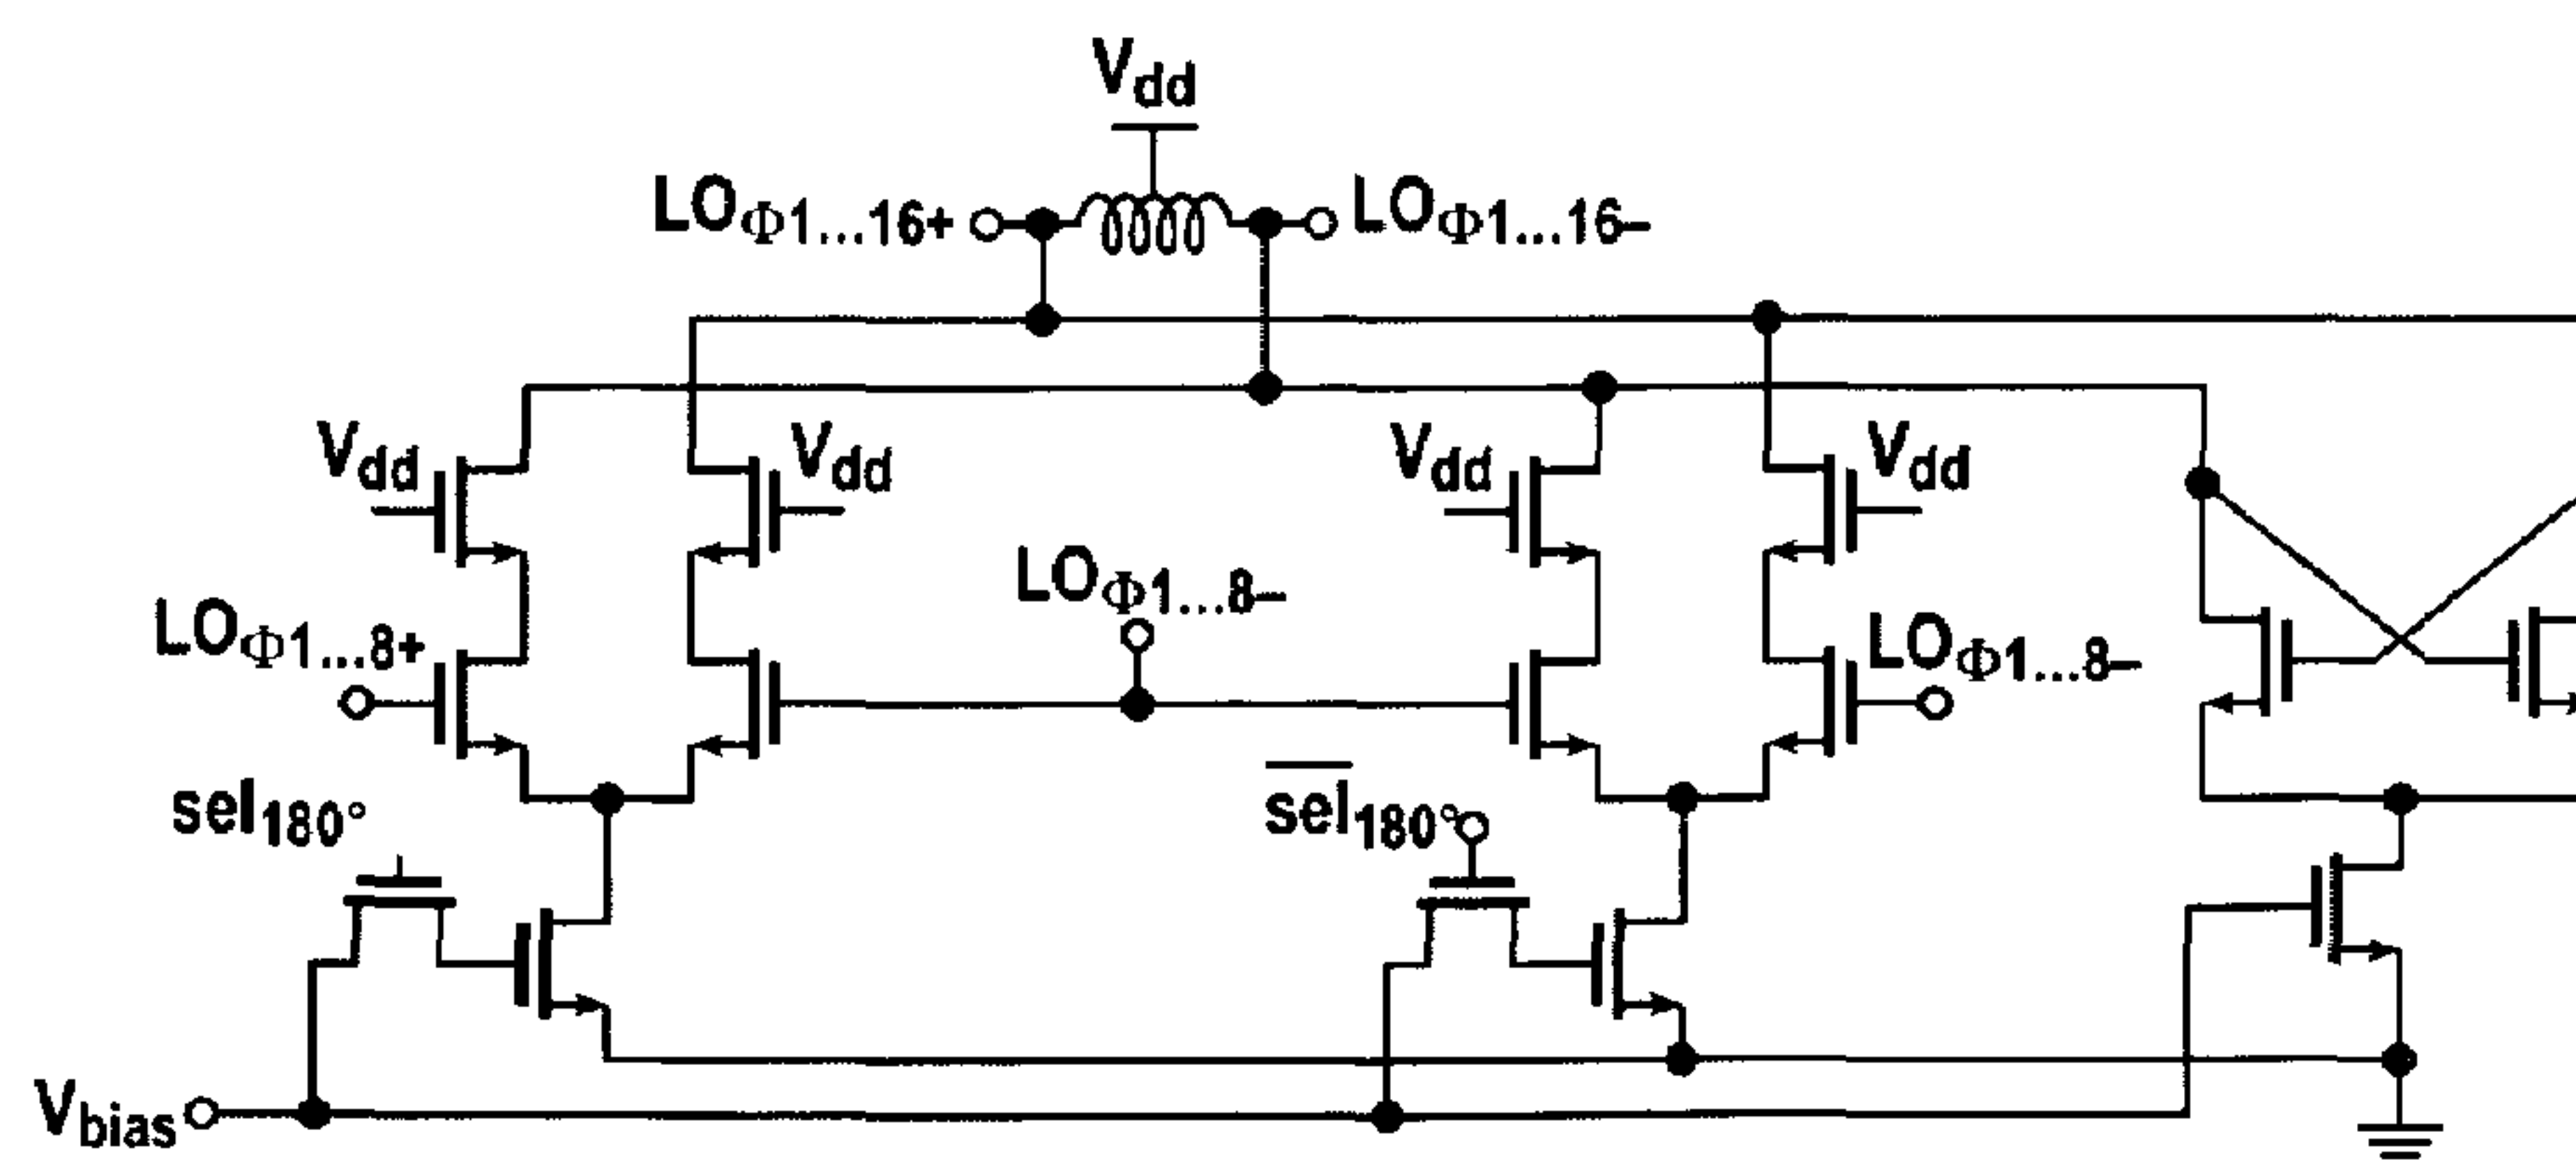 Vdd
LOΦ1...16+
LOΦ1...16–
Vdd
Vdd
Vdd
Vdd
LOΦ1...8–
LOΦ1...8+
LOΦ1...8–
sel180°
sel180°
Vbias